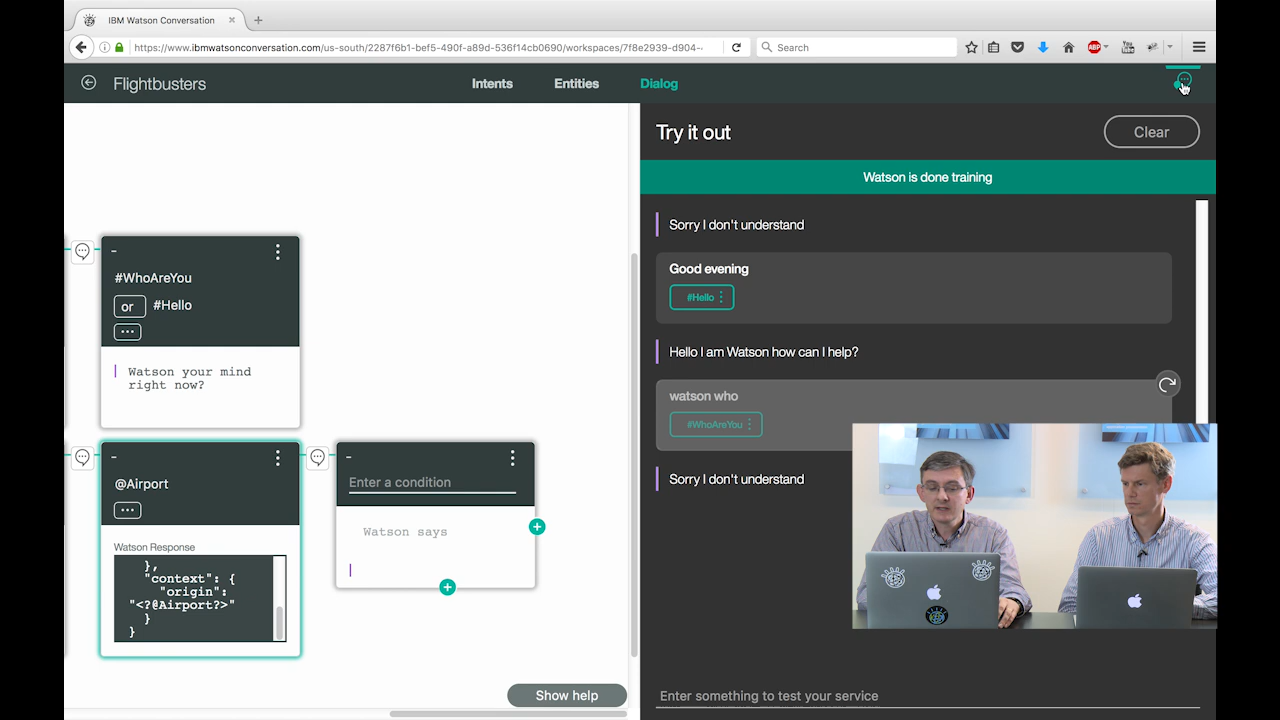 IBM Watson Conversation
https://www.ibmwatsonconversation.com/us-south/2287f6b1-bef5-490f-a89d-536f14cb0690/workspaces/7f8e2939-d904-
Search
ABP
You Tube
Flightbusters
Intents
Entities
Dialog
Try it out
Clear
Watson is done training
Sorry I don't understand
Good evening
#Hello
Hello I am Watson how can I help?
watson who
#WhoAreYou
Sorry I don't understand
Enter something to test your service
#WhoAreYou
or #Hello
Watson your mind
right now?
@Airport
Watson Response
},
"context": {
"origin":
"<?@Airport?>"
}
}
Enter a condition
Watson says
Show help